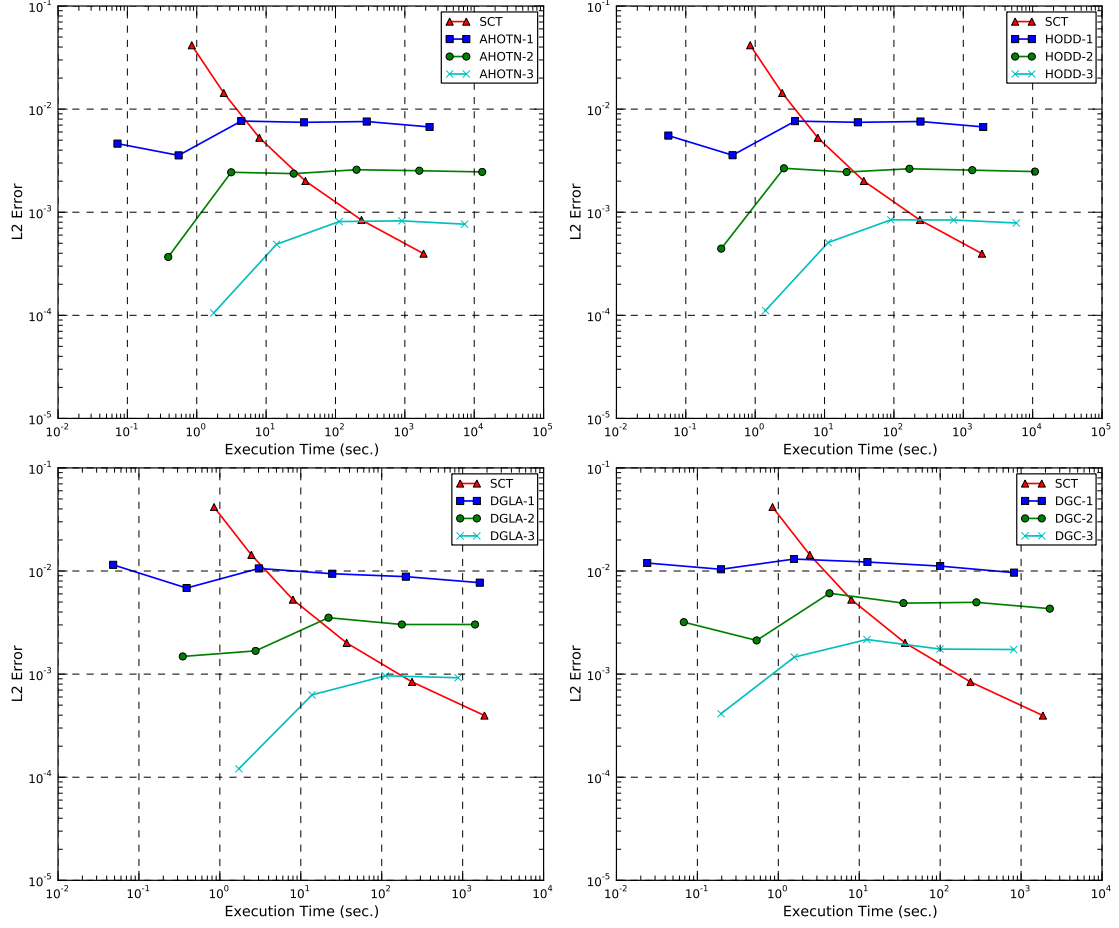 10^-1
10^-2
10^-3
10^-4
10^-5
L2 Error
SCT
AHOTN-1
AHOTN-2
AHOTN-3
10^-2 10^-1 10^0 10^1 10^2 10^3 10^4 10^5
Execution Time (sec.)
10^-1
10^-2
10^-3
10^-4
10^-5
L2 Error
SCT
HODD-1
HODD-2
HODD-3
10^-2 10^-1 10^0 10^1 10^2 10^3 10^4 10^5
Execution Time (sec.)
10^-1
10^-2
10^-3
10^-4
10^-5
L2 Error
SCT
DGLA-1
DGLA-2
DGLA-3
10^-2 10^-1 10^0 10^1 10^2 10^3 10^4
Execution Time (sec.)
10^-1
10^-2
10^-3
10^-4
10^-5
L2 Error
SCT
DGC-1
DGC-2
DGC-3
10^-2 10^-1 10^0 10^1 10^2 10^3 10^4
Execution Time (sec.)